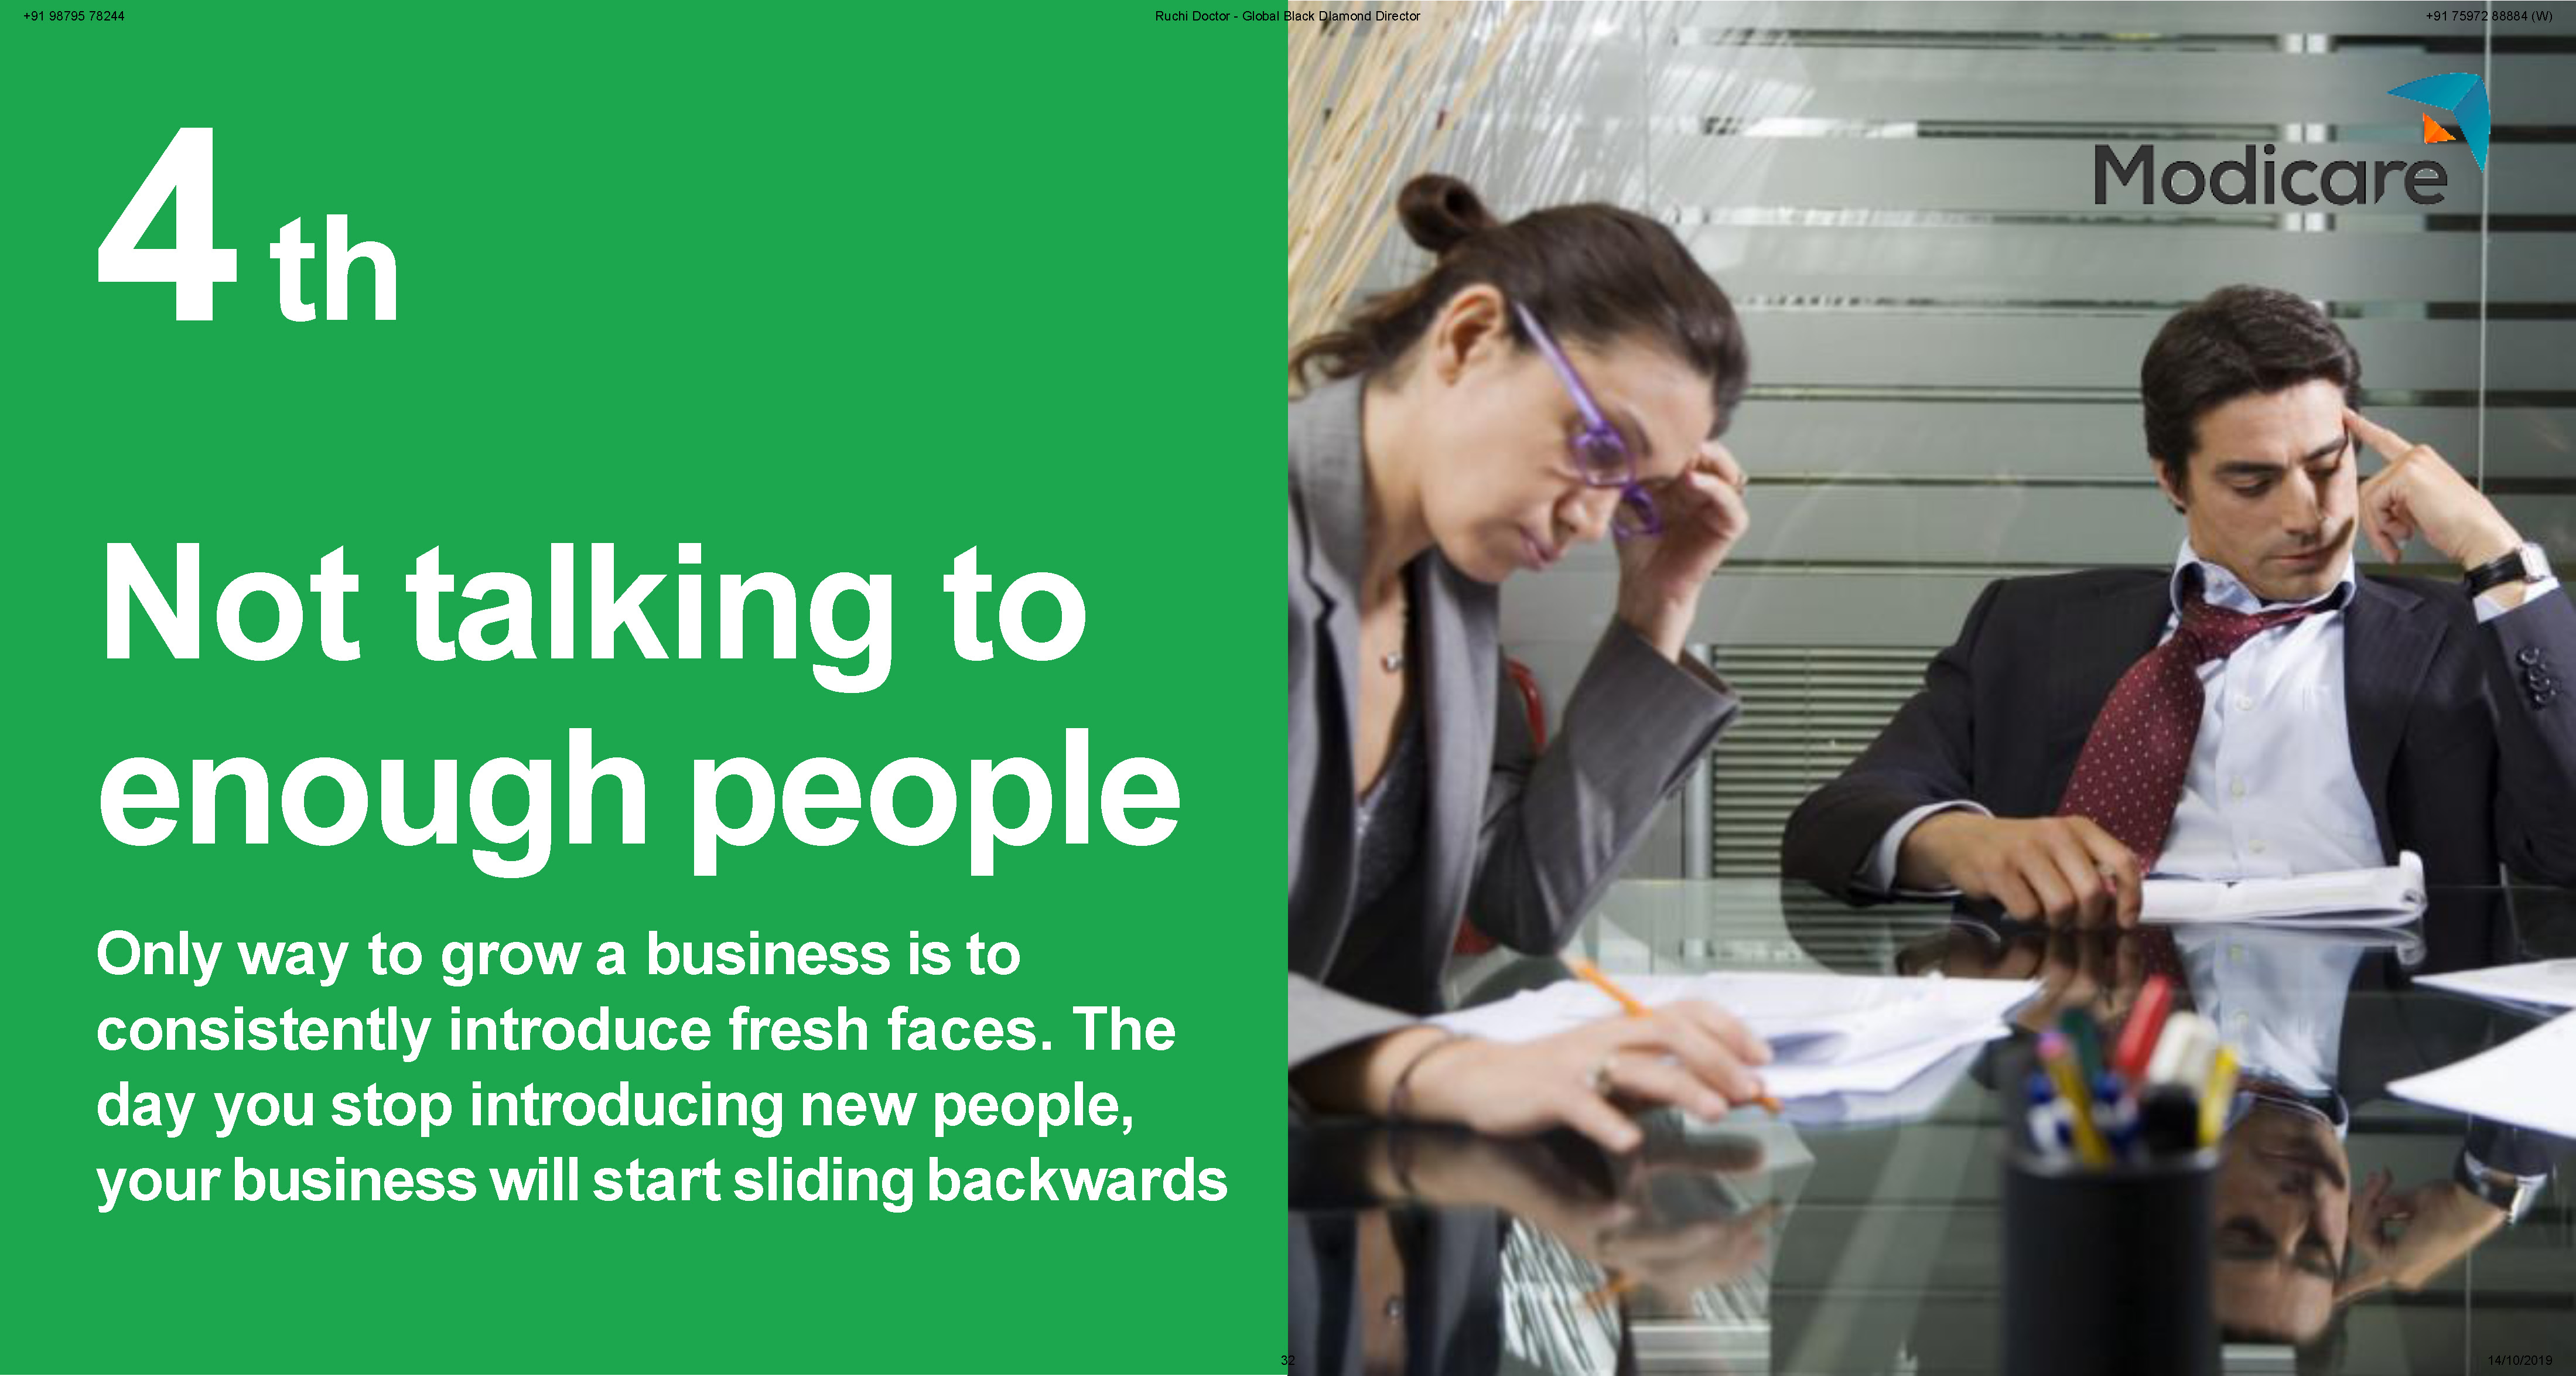 +91 98795 78244
Ruchi Doctor - Global Black DIamond Director
+91 75972 88884 (W)
Modicare
4 th
Not talking to
enough people
Only way to grow a business is to
consistently introduce fresh faces. The
day you stop introducing new people,
your business will start sliding backwards
32
14/10/2019